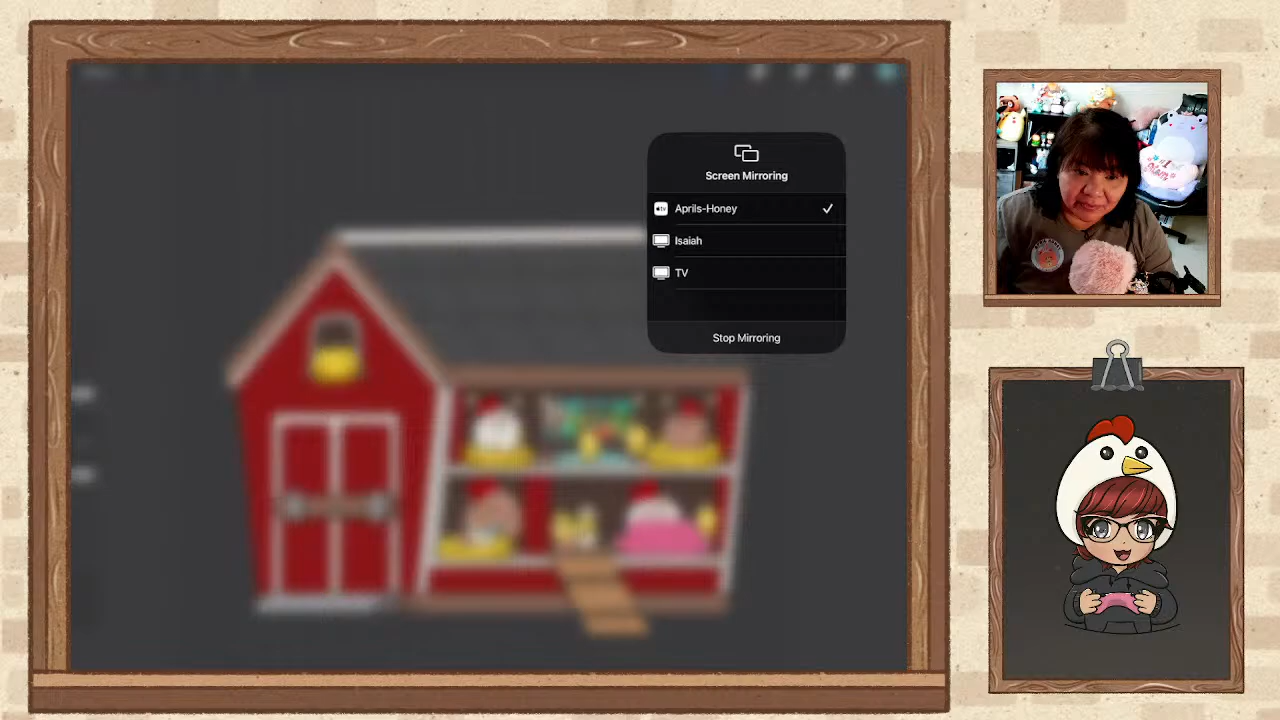 Screen Mirroring
Aprils-Honey
Isaiah
TV
Stop Mirroring